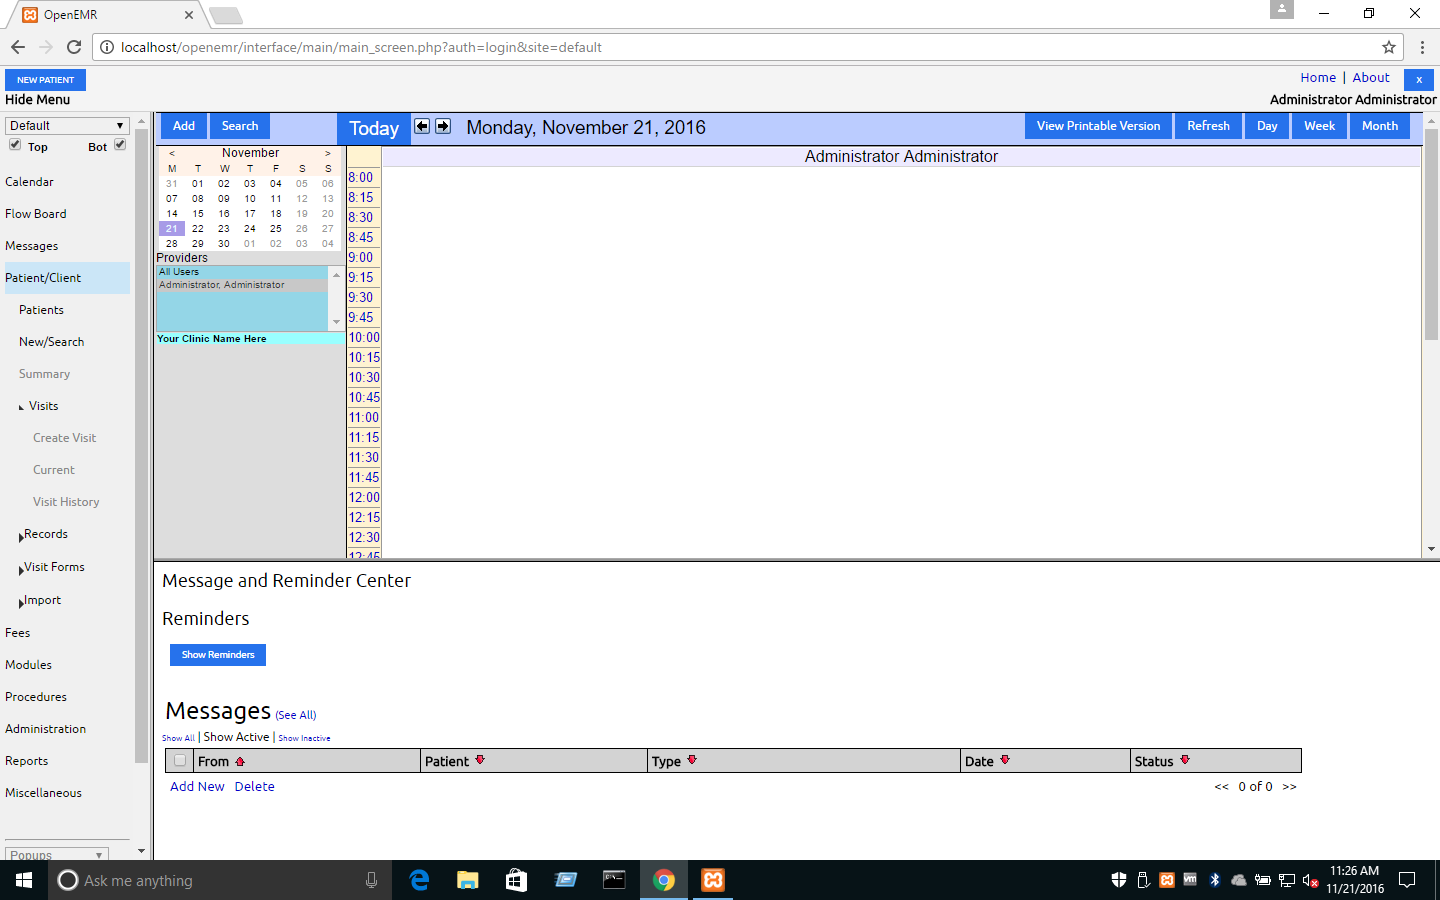 OpenEMR
localhost/openemr/interface/main/main_screen.php?auth=login&site=default
NEW PATIENT
Hide Menu
Home | About x
Administrator Administrator
Default
Top Bot
Calendar
Flow Board
Messages
Patient/Client
Patients
New/Search
Summary
Visits
Create Visit
Current
Visit History
Records
Visit Forms
Import
Fees
Modules
Procedures
Administration
Reports
Miscellaneous
Popups
Add Search Today Monday, November 21, 2016 View Printable Version Refresh Day Week Month
< November >
M T W T F S S
31 01 02 03 04 05 06
07 08 09 10 11 12 13
14 15 16 17 18 19 20
21 22 23 24 25 26 27
28 29 30 01 02 03 04
Providers
All Users
Administrator, Administrator
Your Clinic Name Here
Administrator Administrator
8:00
8:15
8:30
8:45
9:00
9:15
9:30
9:45
10:00
10:15
10:30
10:45
11:00
11:15
11:30
11:45
12:00
12:15
12:30
12:45
Message and Reminder Center
Reminders
Show Reminders
Messages (See All)
Show All | Show Active | Show Inactive
From Patient Type Date Status
Add New Delete << 0 of 0 >>
Ask me anything
vm
11:26 AM
11/21/2016